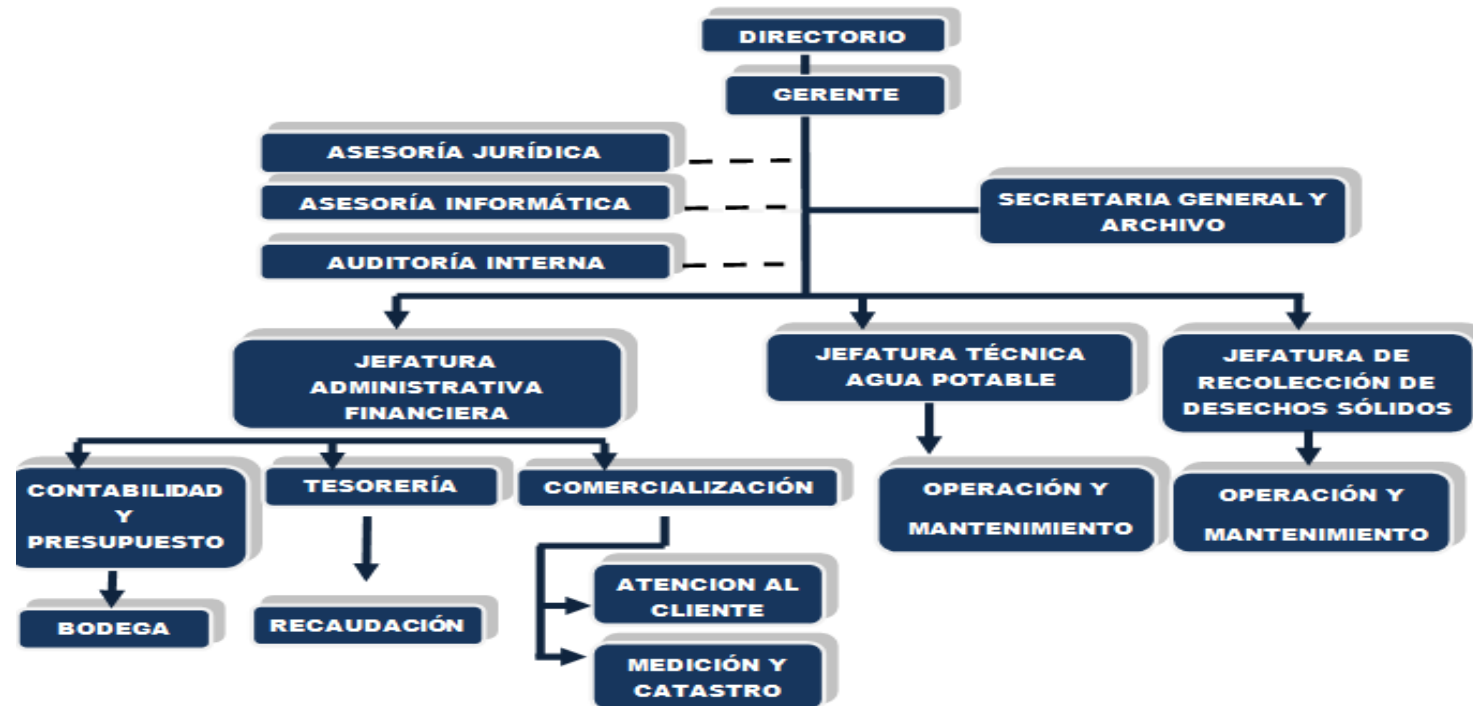 DIRECTORIO
GERENTE
ASESORÍA JURÍDICA
ASESORÍA INFORMÁTICA
SECRETARIA GENERAL Y
ARCHIVO
AUDITORÍA INTERNA
JEFATURA
ADMINISTRATIVA
FINANCIERA
JEFATURA TÉCNICA
AGUA POTABLE
JEFATURA DE
RECOLECCIÓN DE
DESECHOS SÓLIDOS
CONTABILIDAD
Y
PRESUPUESTO
TESORERÍA
COMERCIALIZACIÓN
OPERACIÓN Y
MANTENIMIENTO
OPERACIÓN Y
MANTENIMIENTO
BODEGA
RECAUDACIÓN
ATENCION AL
CLIENTE
MEDICIÓN Y
CATASTRO